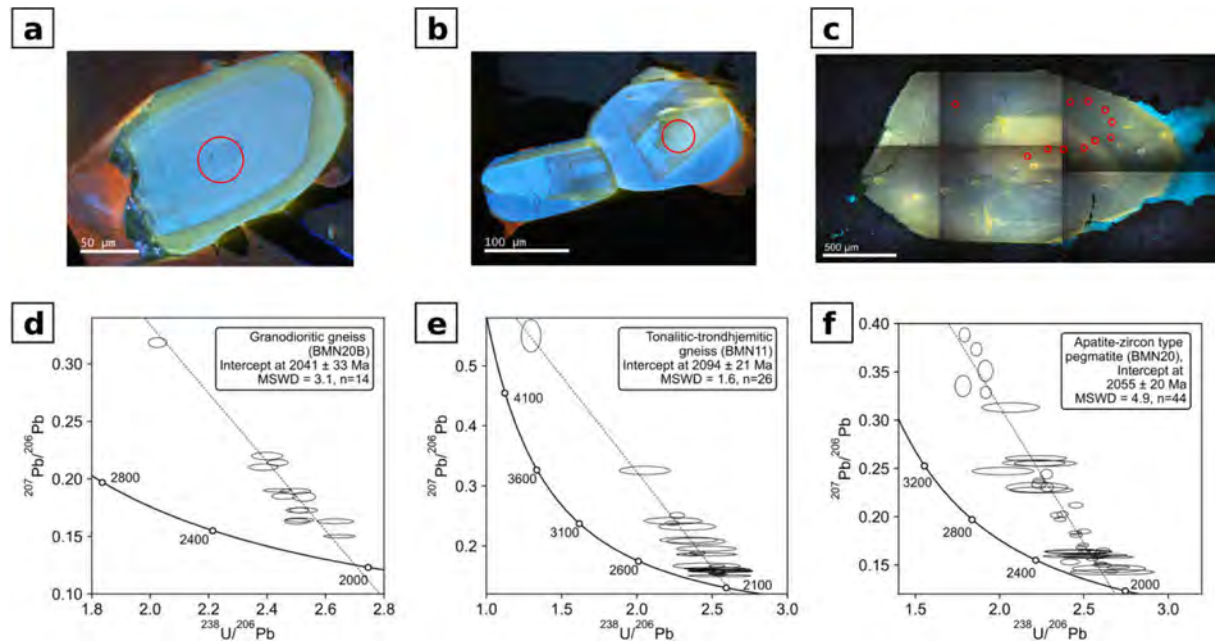 a
b
c
50 µm
100 µm
500 µm
d
e
f
Granodioritic gneiss
(BMN20B)
Intercept at 2041 ± 33 Ma
MSWD = 3.1, n=14
Tonalitic-trondhjemitic
gneiss (BMN11)
Intercept at 2094 ± 21 Ma
MSWD = 1.6, n=26
Apatite-zircon type
pegmatite (BMN20),
Intercept at
2055 ± 20 Ma
MSWD = 4.9, n=44
207Pb/206Pb
0.30
0.25
0.20
0.15
0.10
2800
2400
2000
1.8
2.0
2.2
2.4
2.6
2.8
238U/206Pb
207Pb/206Pb
0.5
0.4
0.3
0.2
4100
3600
3100
2600
2100
1.0
1.5
2.0
2.5
3.0
238U/206Pb
207Pb/206Pb
0.40
0.35
0.30
0.25
0.20
0.15
3200
2800
2400
2000
1.5
2.0
2.5
3.0
238U/206Pb